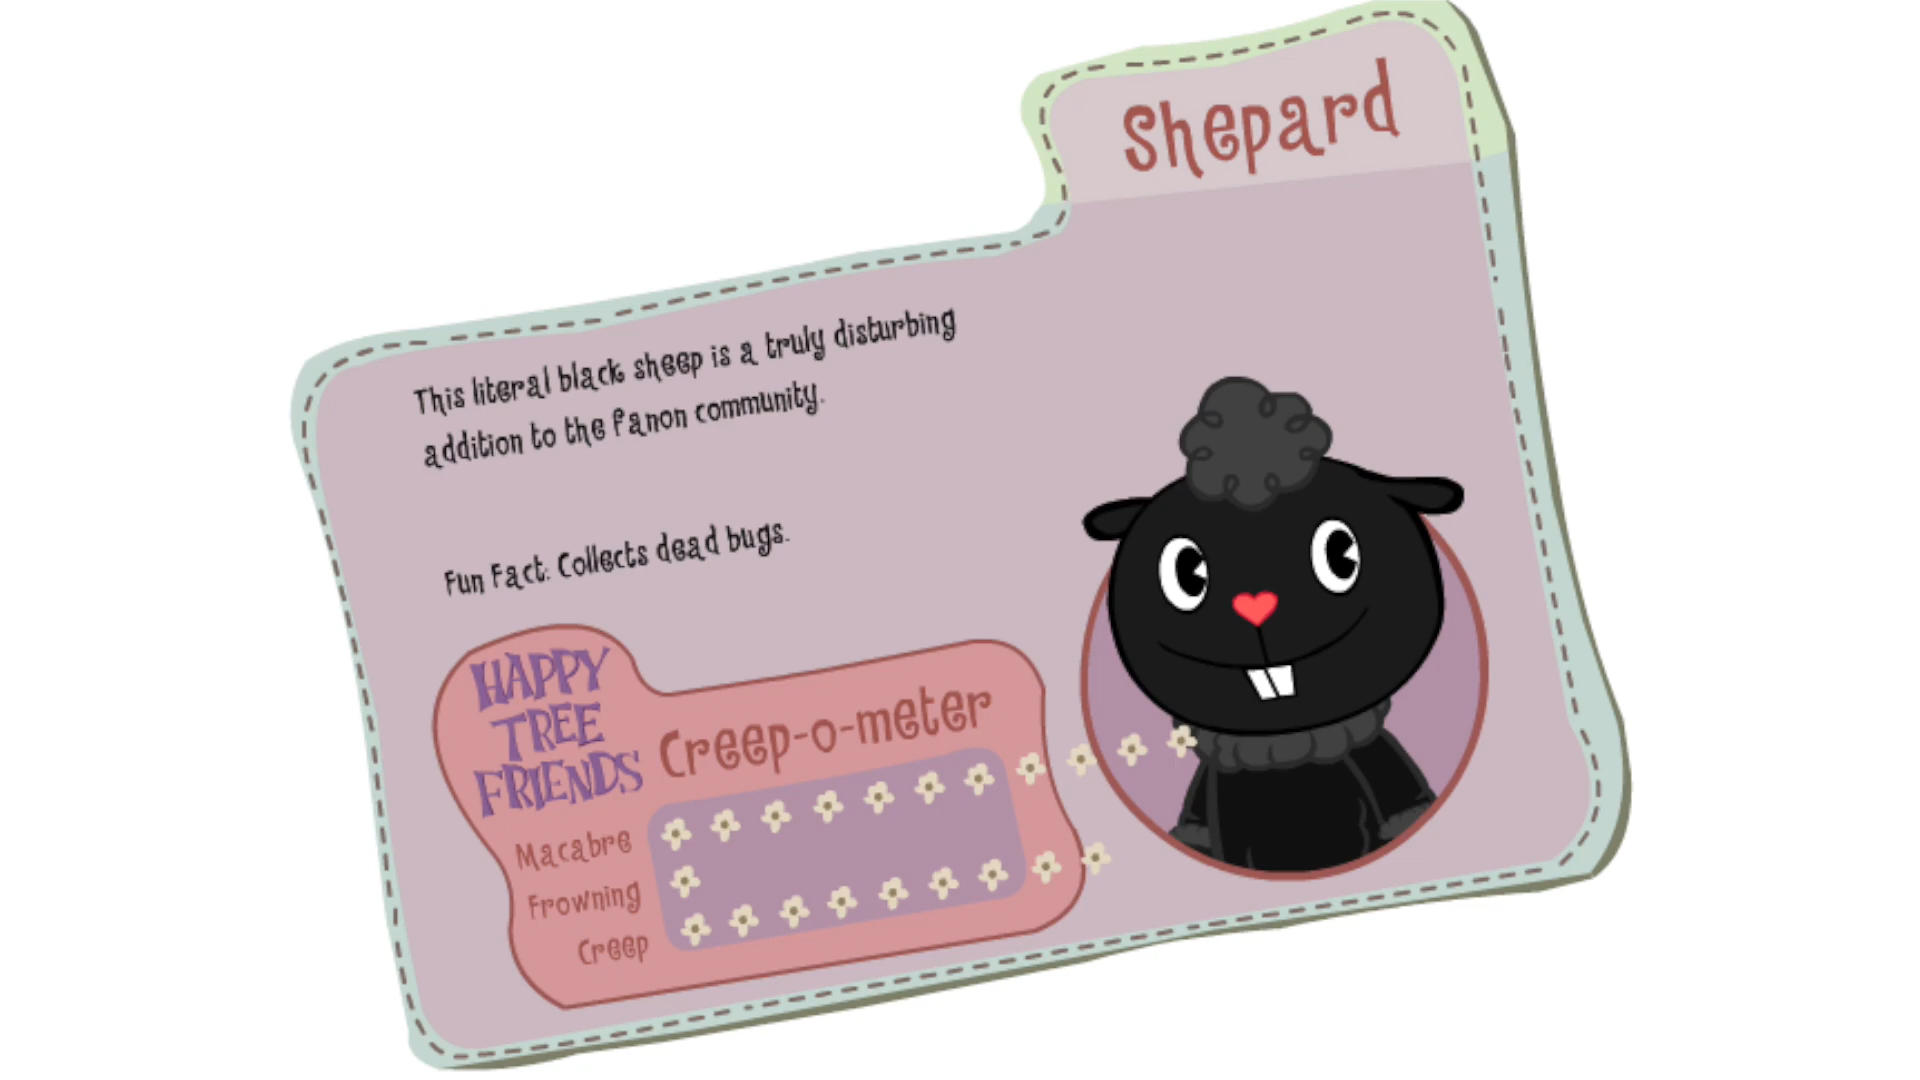 Shepard
This literal black sheep is a truly disturbing
addition to the fanon community.
Fun Fact: Collects dead bugs.
HAPPY
TREE
FRIENDS
Creep-o-meter
Macabre
Frowning
Creep